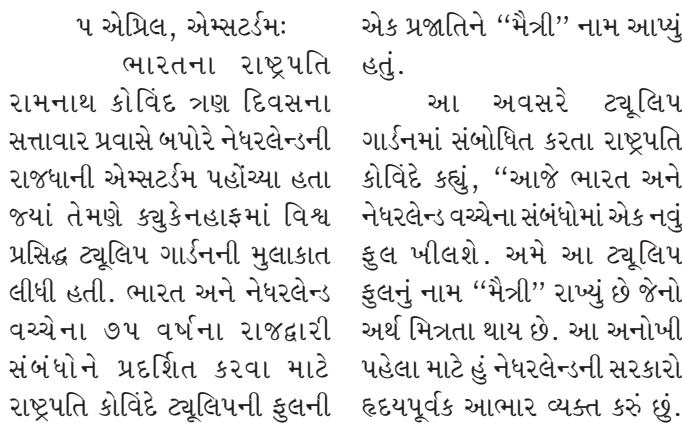 ૫ એપ્રિલ, એમ્સટર્ડમઃ
ભારતના રાષ્ટ્રપતિ
રામનાથ કોવિંદ ત્રણ દિવસના
સત્તાવાર પ્રવાસે બપોરે નેધરલેન્ડની
રાજધાની એમ્સટર્ડમ પહોંચ્યા હતા
જ્યાં તેમણે ક્યુકેનહાફમાં વિશ્વ
પ્રસિદ્ધ ટ્યૂલિપ ગાર્ડનની મુલાકાત
લીધી હતી. ભારત અને નેધરલેન્ડ
વચ્ચેના ૭૫ વર્ષના રાજદ્વારી
સંબંધોને પ્રદર્શિત કરવા માટે
રાષ્ટ્રપતિ કોવિંદે ટ્યૂલિપની ફુલની
એક પ્રજાતિને ‘‘મૈત્રી’’ નામ આપ્યું
હતું.
આ અવસરે ટ્યૂલિપ
ગાર્ડનમાં સંબોધિત કરતા રાષ્ટ્રપતિ
કોવિંદે કહ્યું, ‘‘આજે ભારત અને
નેધરલેન્ડ વચ્ચેના સંબંધોમાં એક નવું
ફુલ ખીલશે. અમે આ ટ્યૂલિપ
ફુલનું નામ ‘‘મૈત્રી’’ રાખ્યું છે જેનો
અર્થ મિત્રતા થાય છે. આ અનોખી
પહેલા માટે હું નેધરલેન્ડની સરકારો
હૃદયપૂર્વક આભાર વ્યક્ત કરું છું.